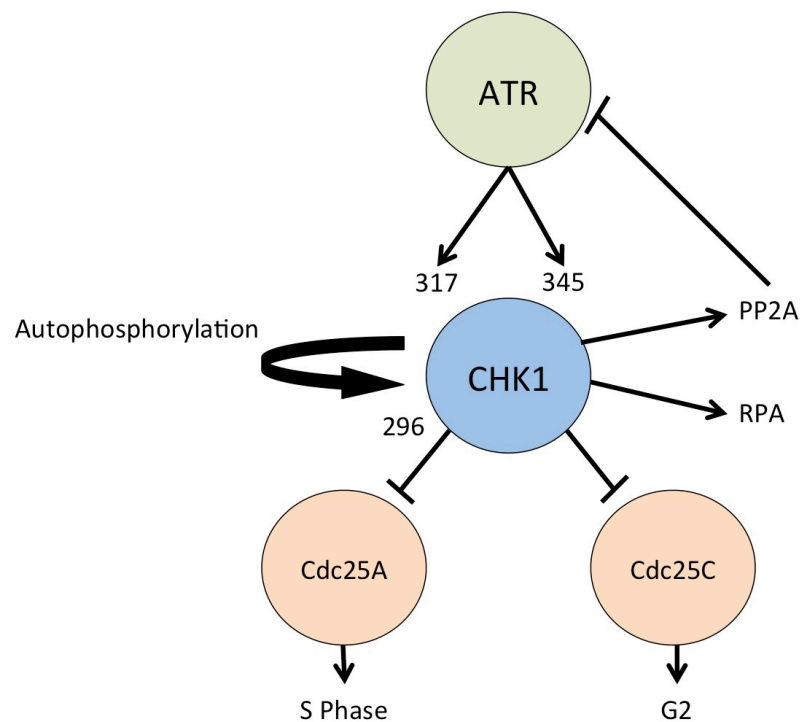 ATR
317
345
PP2A
Autophosphorylation
CHK1
RPA
296
Cdc25A
Cdc25C
S Phase
G2